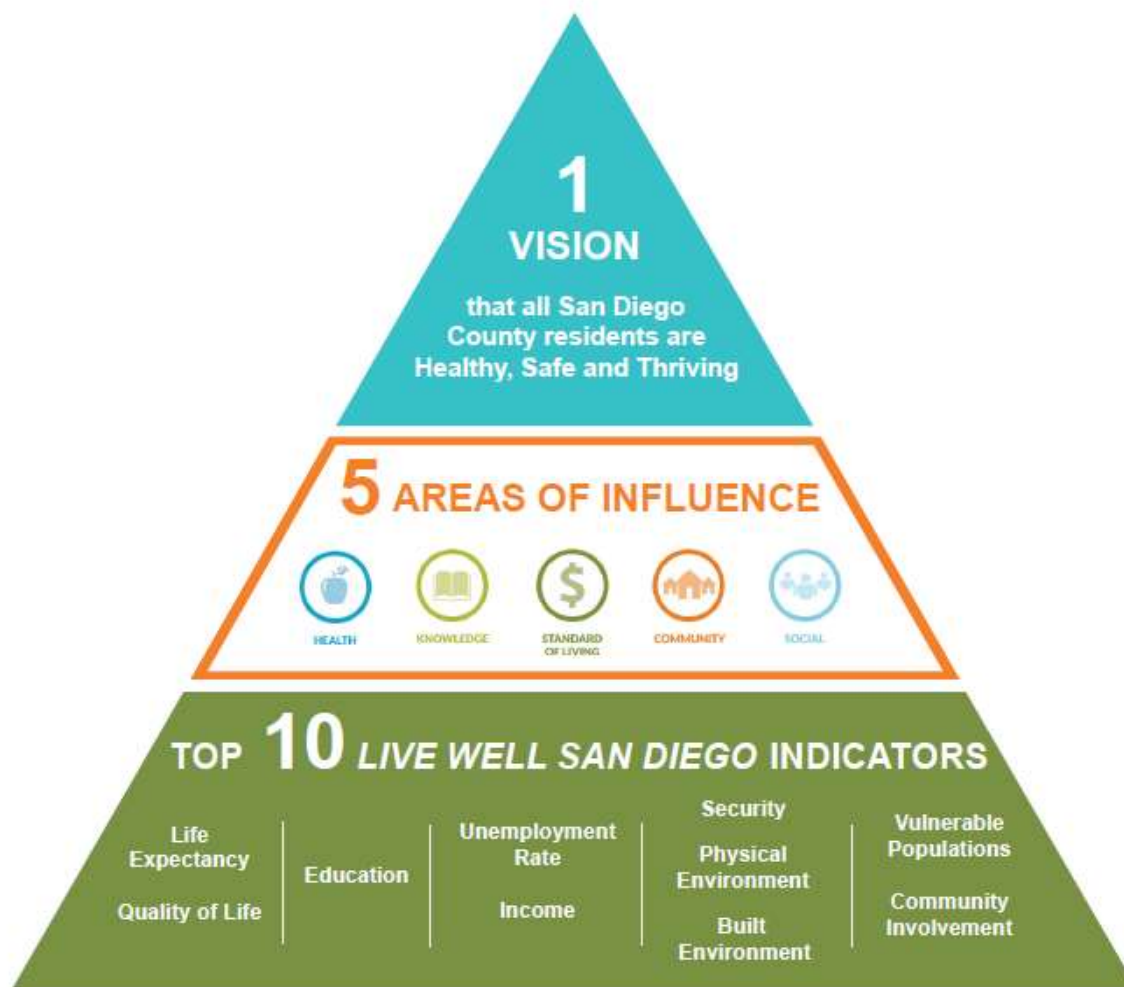 1
VISION
that all San Diego
County residents are
Healthy, Safe and Thriving
5 AREAS OF INFLUENCE
HEALTH
KNOWLEDGE
STANDARD
OF LIVING
COMMUNITY
SOCIAL
TOP 10 LIVE WELL SAN DIEGO INDICATORS
Life
Expectancy
Quality of Life
Education
Unemployment
Rate
Income
Security
Physical
Environment
Built
Environment
Vulnerable
Populations
Community
Involvement